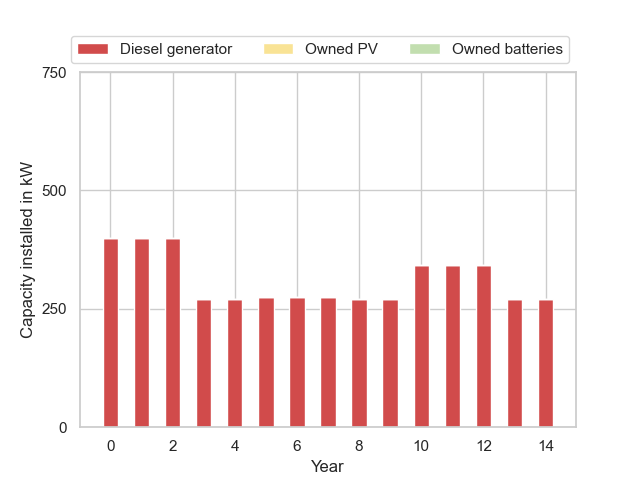 Diesel generator Owned PV Owned batteries
750
500
250
0
Capacity installed in kW
0 2 4 6 8 10 12 14
Year